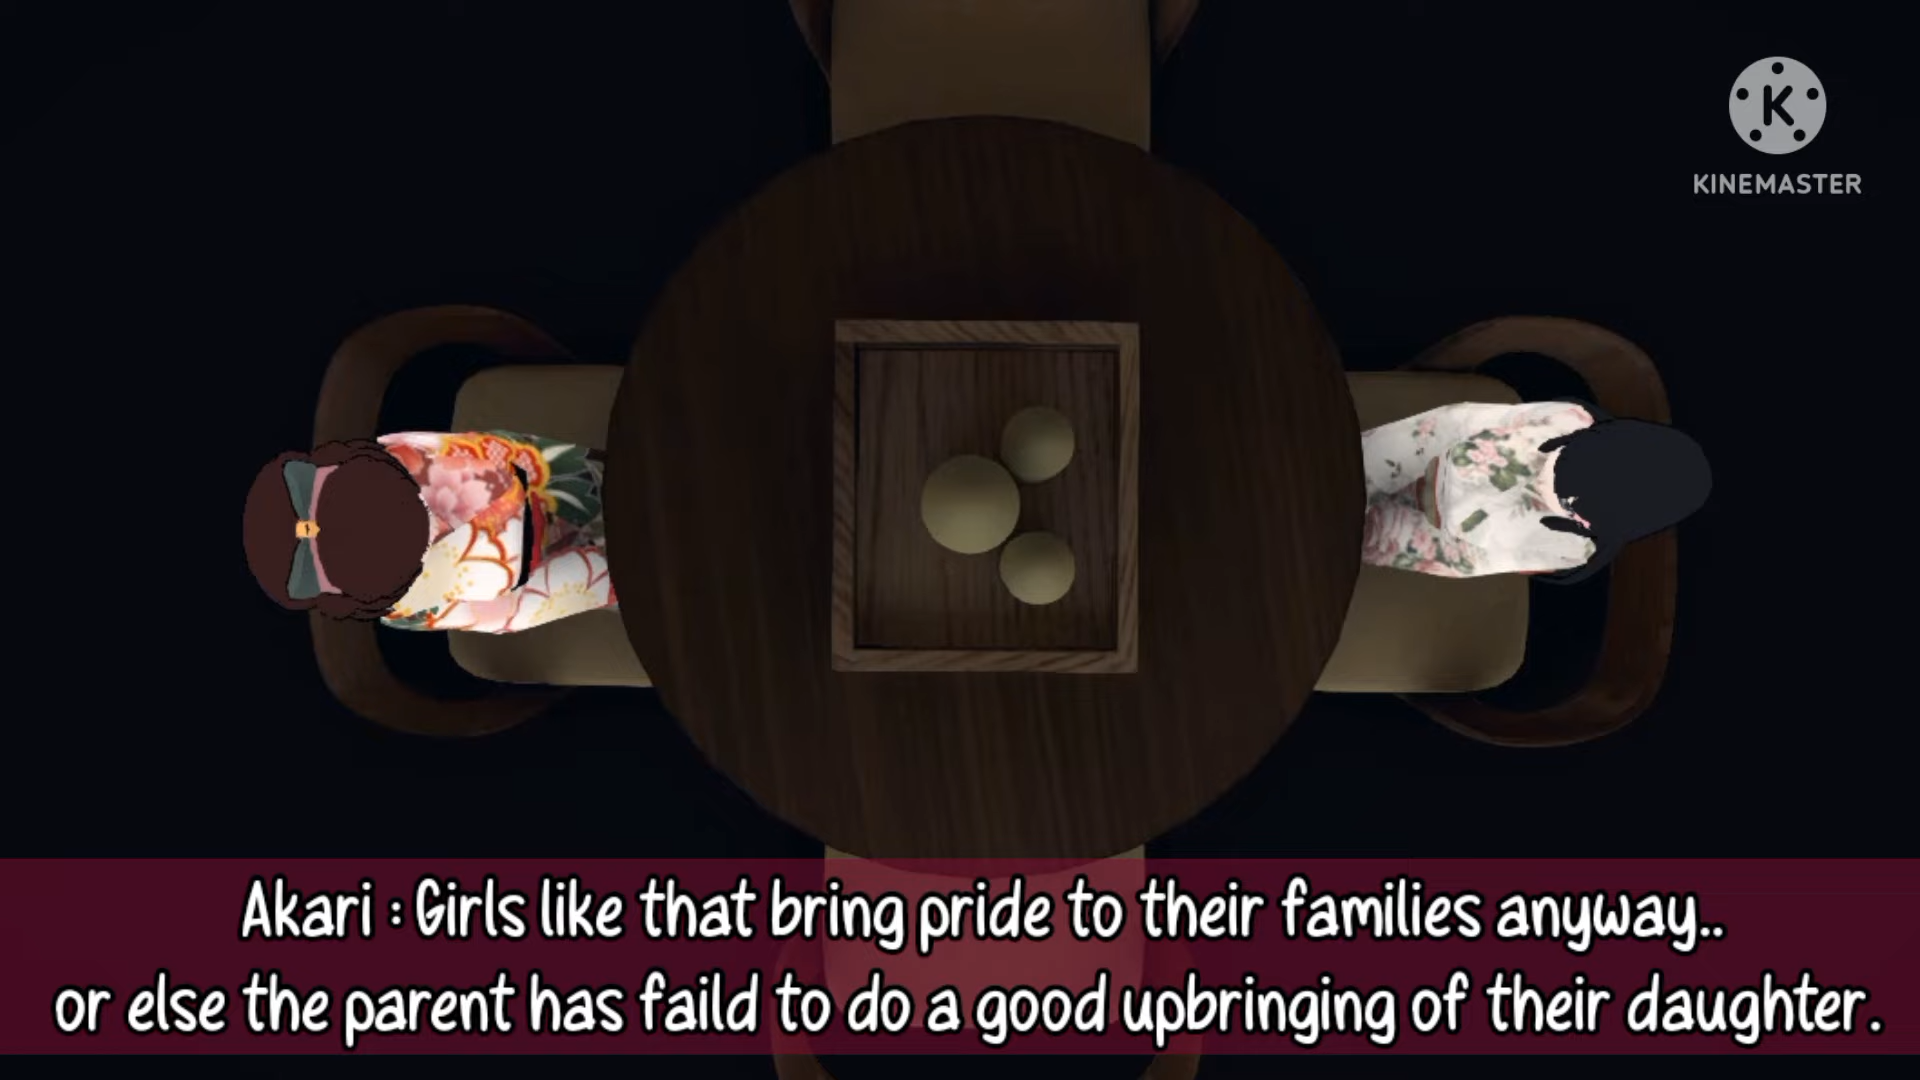 K
KINEMASTER
Akari : Girls like that bring pride to their families anyway..
or else the parent has faild to do a good upbringing of their daughter.